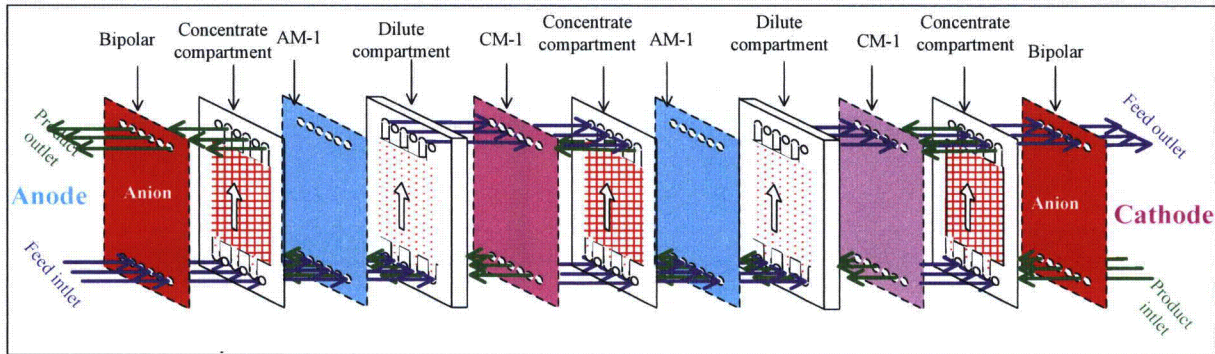 Bipolar
Concentrate
compartment
AM-1
Dilute
compartment
CM-1
Concentrate
compartment
AM-1
Dilute
compartment
CM-1
Concentrate
compartment
Bipolar
Product
outlet
Feed outlet
Anode
Anion
Anion
Cathode
Feed intlet
Product
intlet